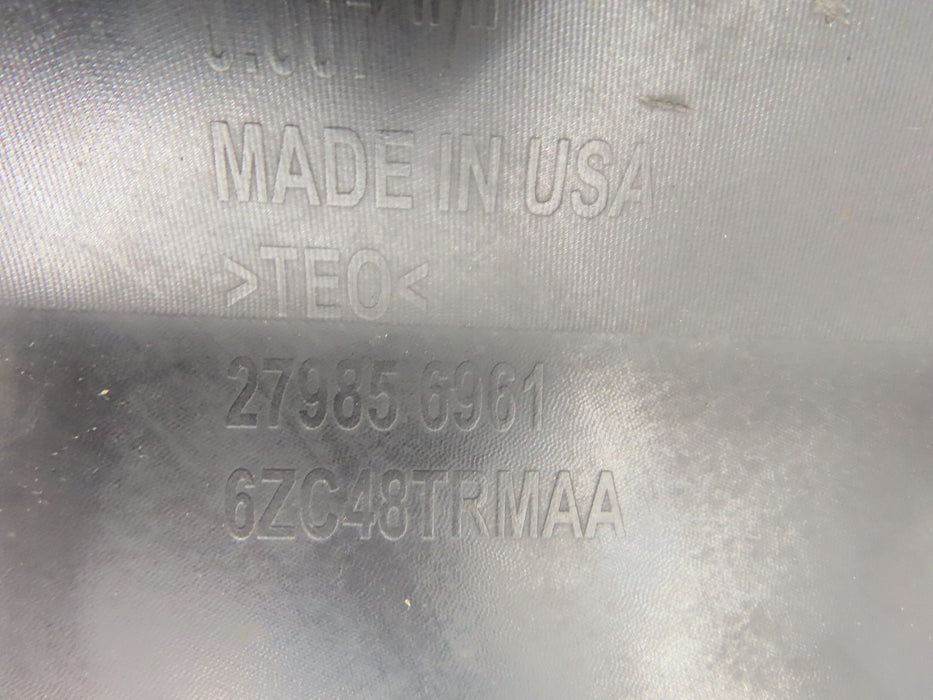 MADE IN USA
>TEO<
27985 6961
6ZC48TRMAA